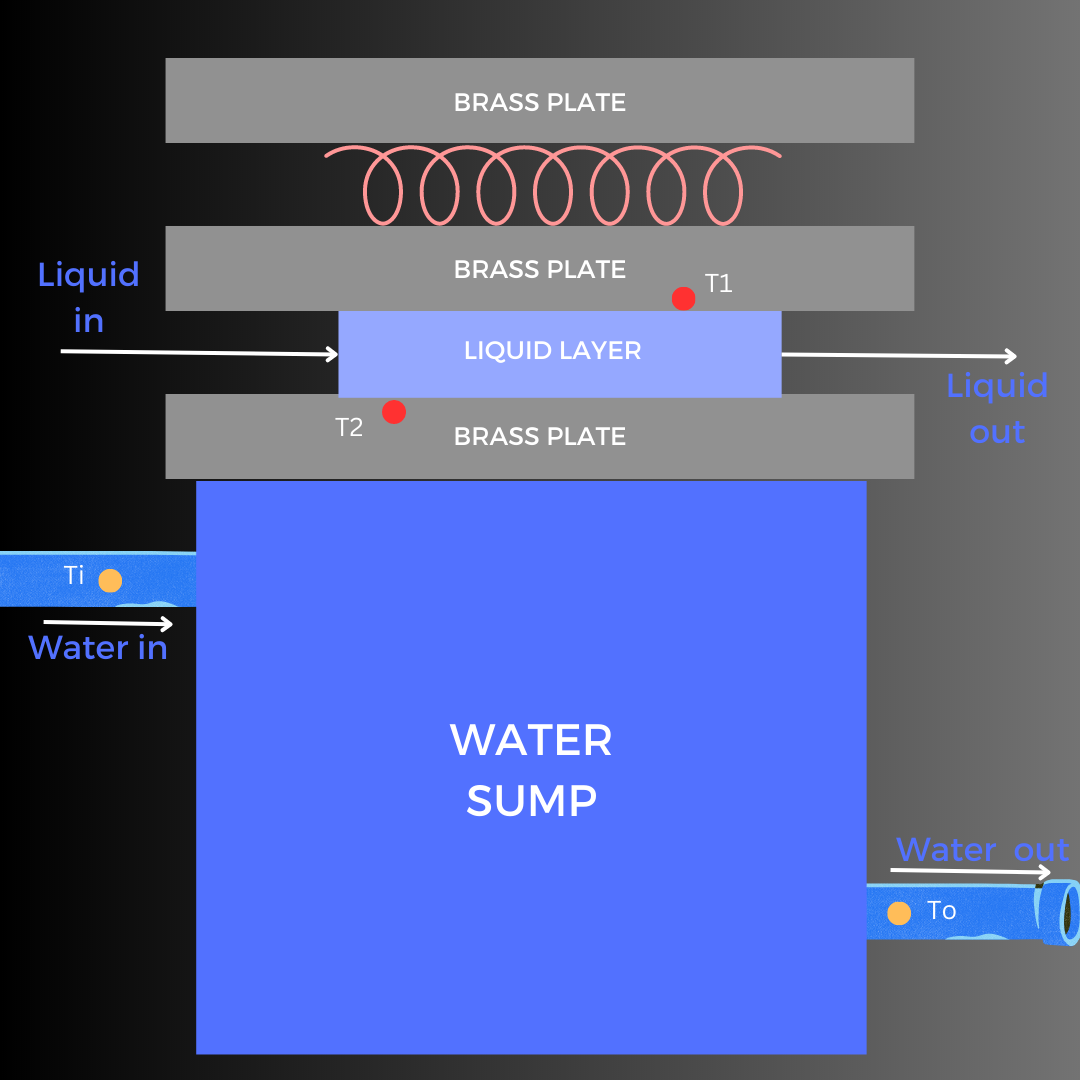 BRASS PLATE
BRASS PLATE
T1
Liquid
in
LIQUID LAYER
Liquid
out
T2
BRASS PLATE
Ti
Water in
WATER
SUMP
Water out
To